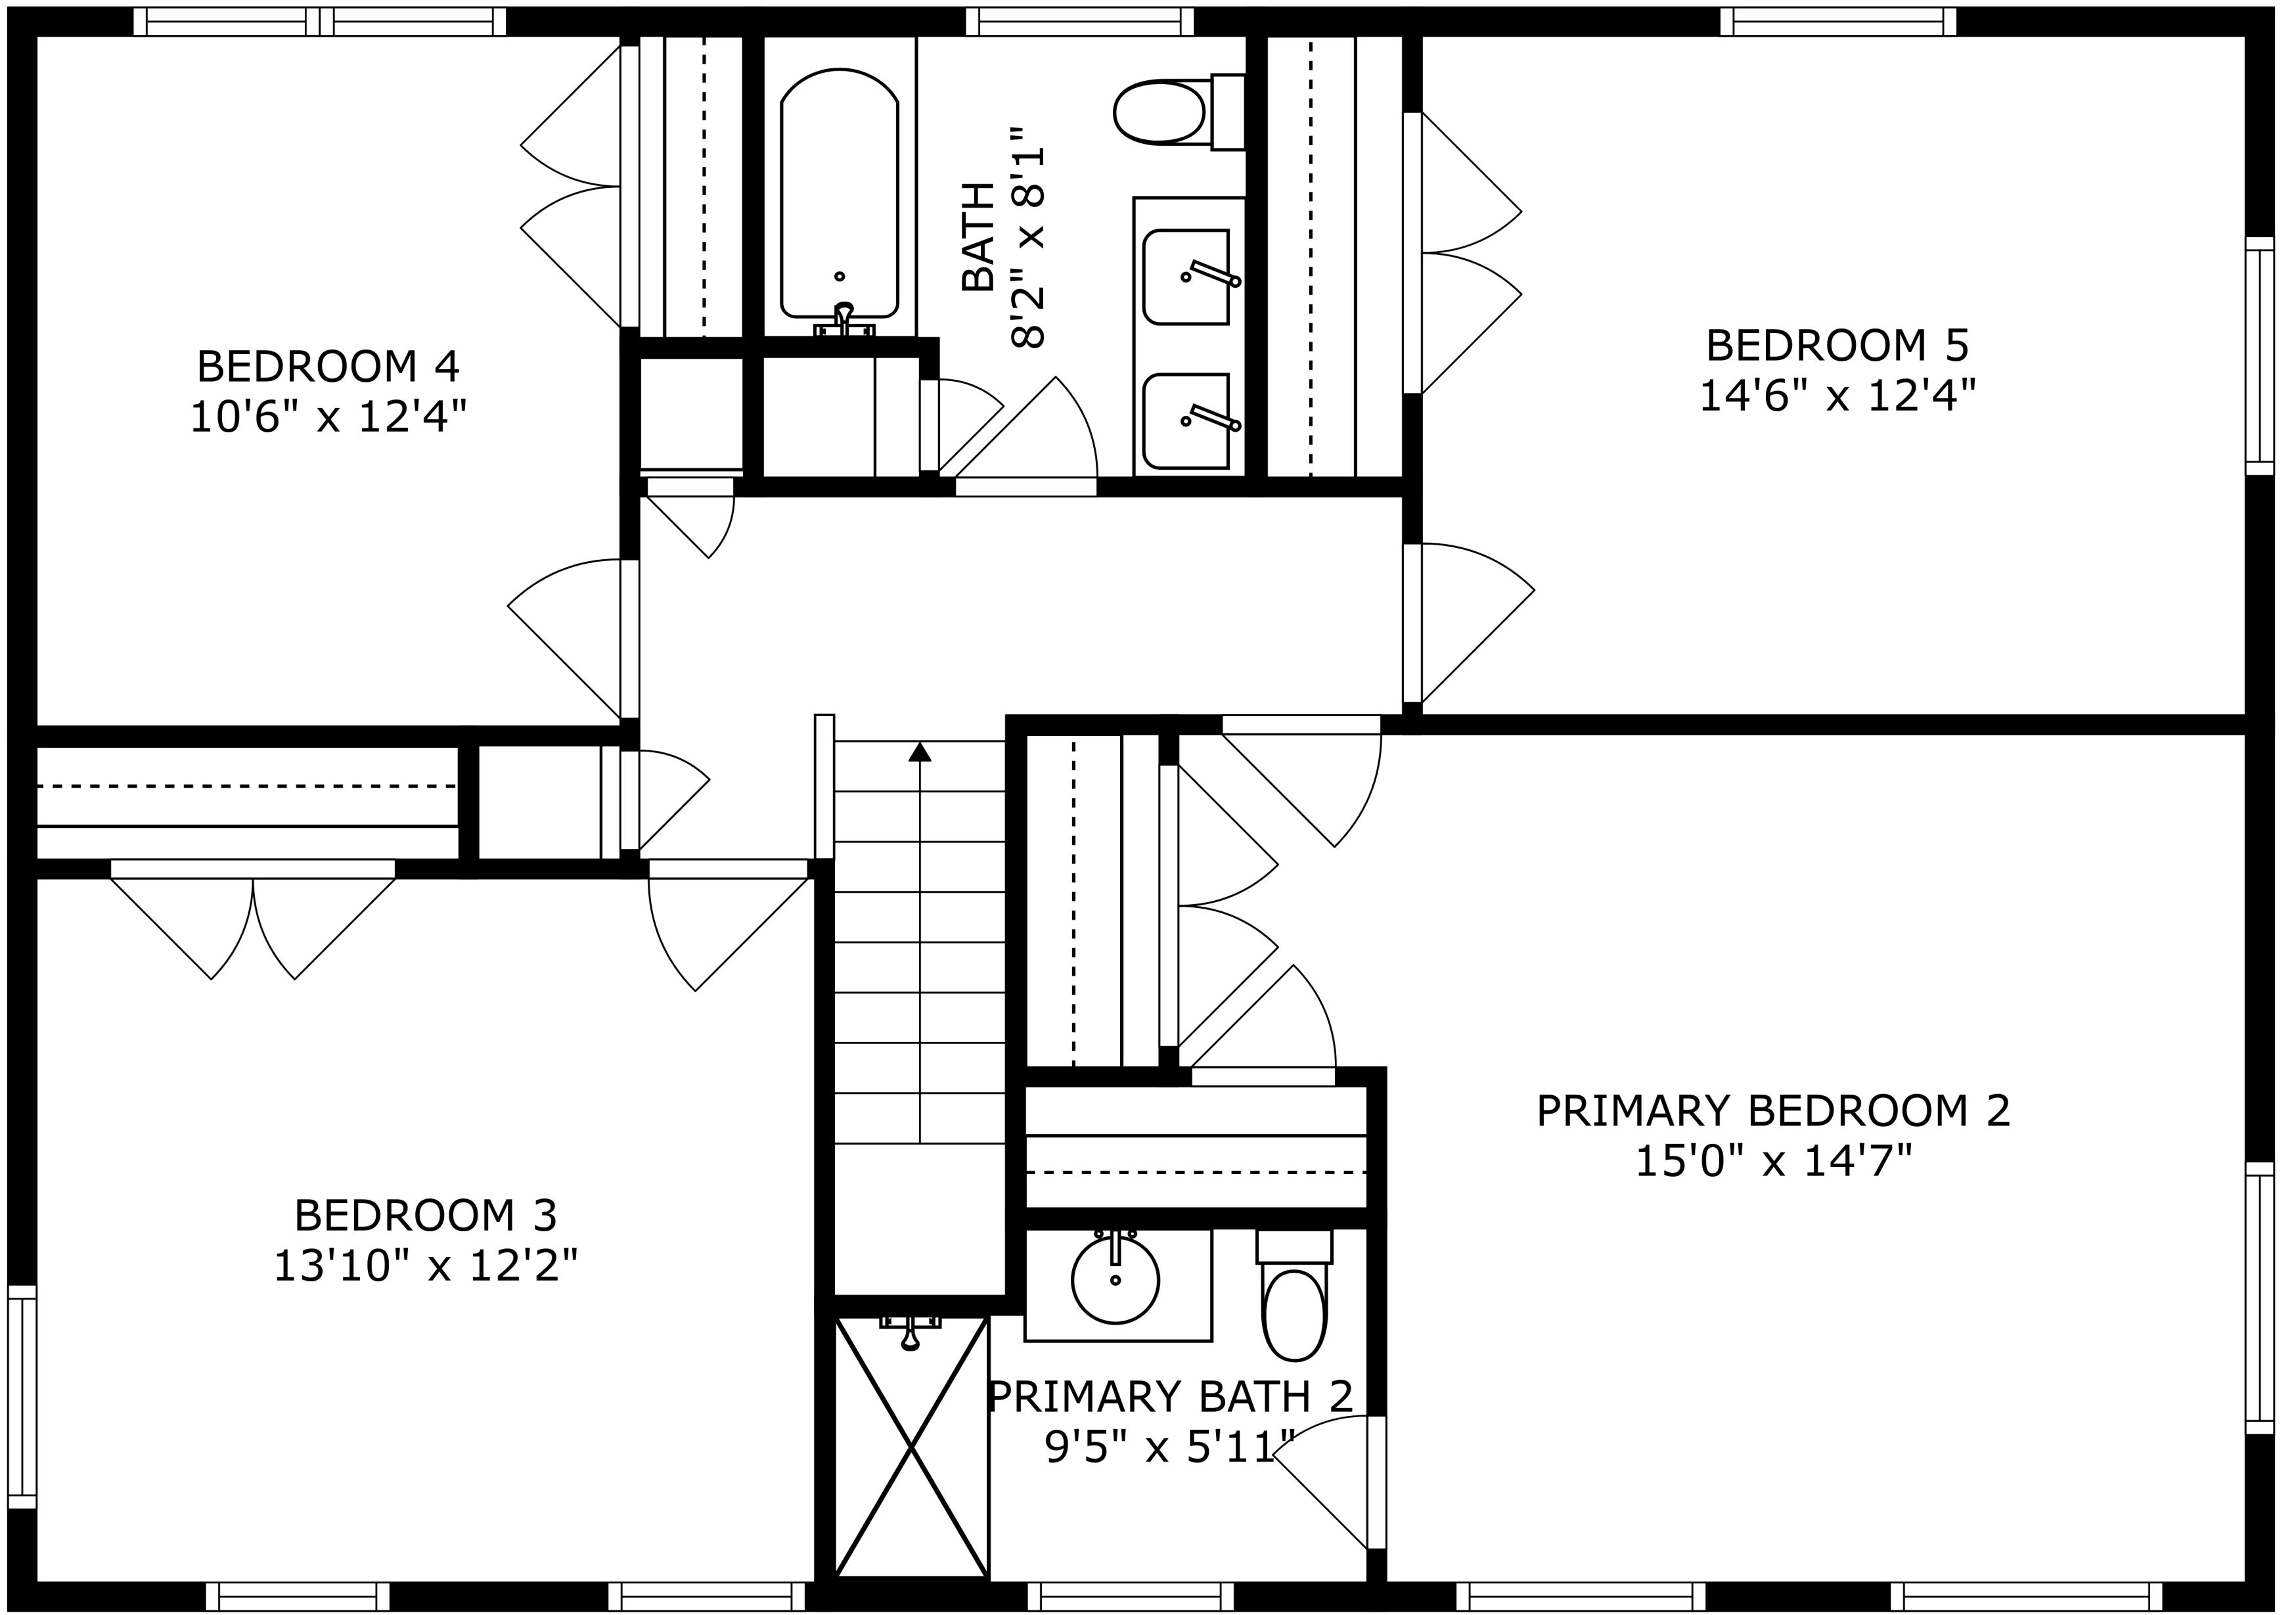 BATH
8'2" x 8'1"
BEDROOM 4
10'6" x 12'4"
BEDROOM 5
14'6" x 12'4"
PRIMARY BEDROOM 2
15'0" x 14'7"
BEDROOM 3
13'10" x 12'2"
PRIMARY BATH 2
9'5" x 5'11"